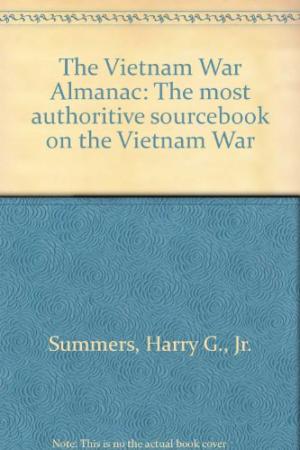 The Vietnam War
Almanac: The most
authoritive sourcebook
on the Vietnam War
Summers, Harry G., Jr.
Note: This is no the actual book cover